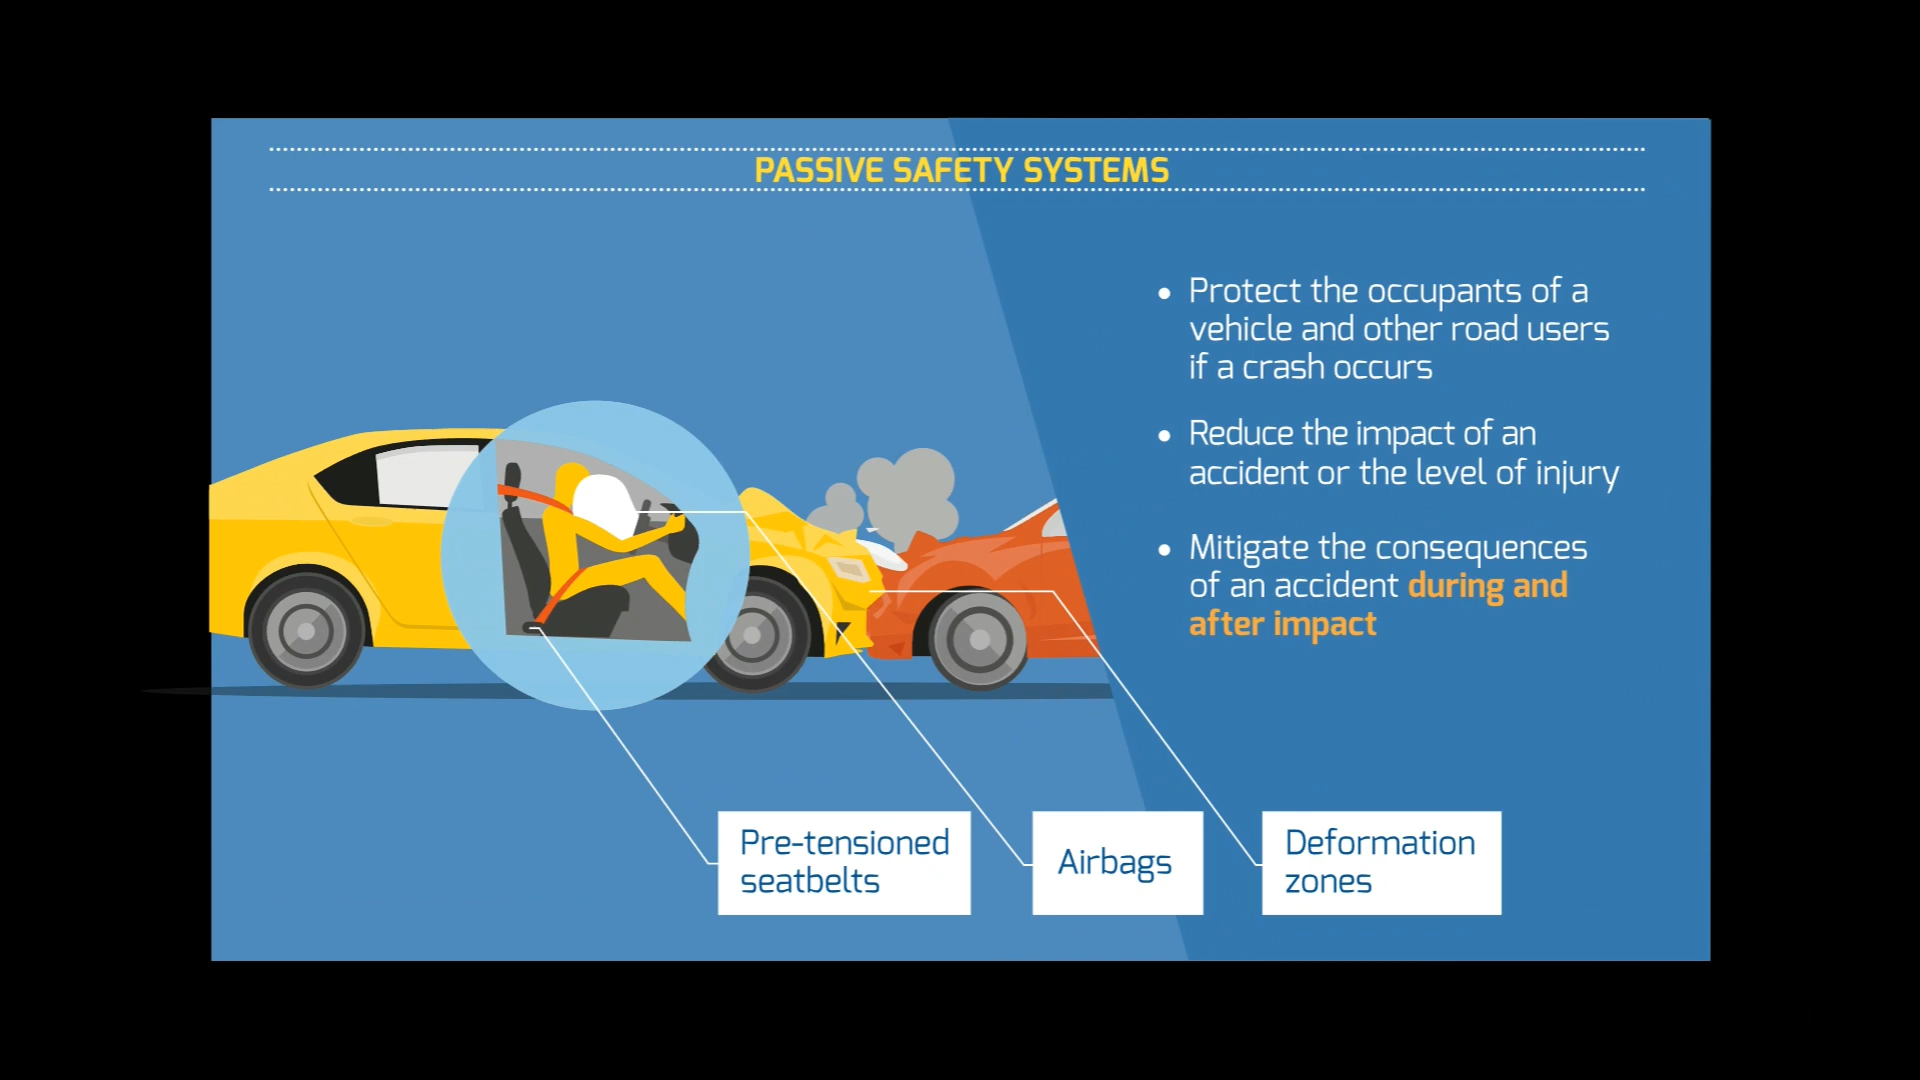 PASSIVE SAFETY SYSTEMS
• Protect the occupants of a
vehicle and other road users
if a crash occurs
• Reduce the impact of an
accident or the level of injury
• Mitigate the consequences
of an accident during and
after impact
Pre-tensioned
seatbelts
Airbags
Deformation
zones